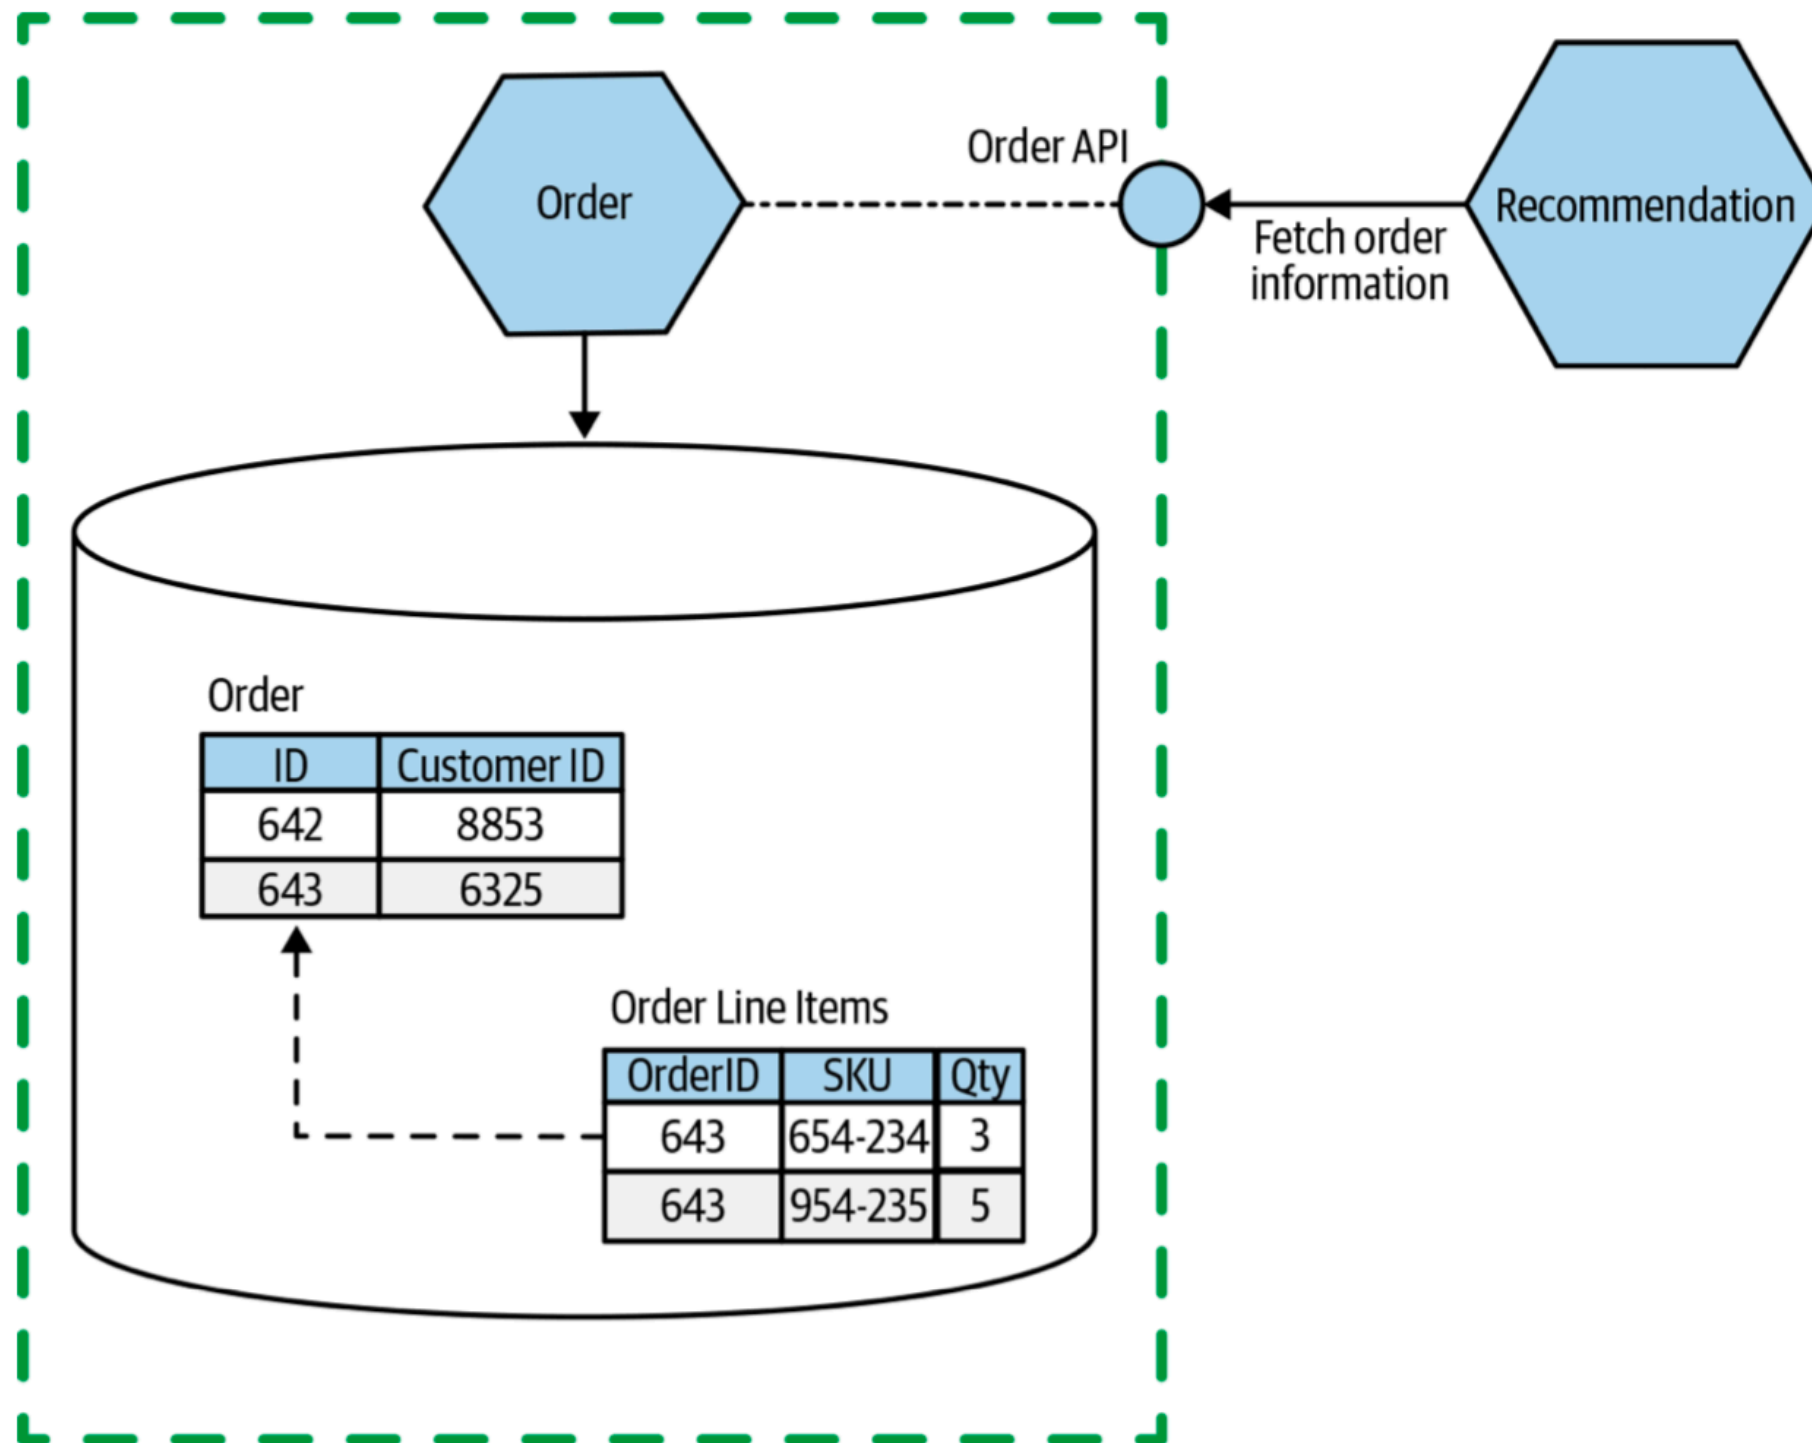 Order API
Order
Recommendation
Fetch order
information
Order
ID Customer ID
642 8853
643 6325
Order Line Items
OrderID SKU Qty
643 654-234 3
643 954-235 5